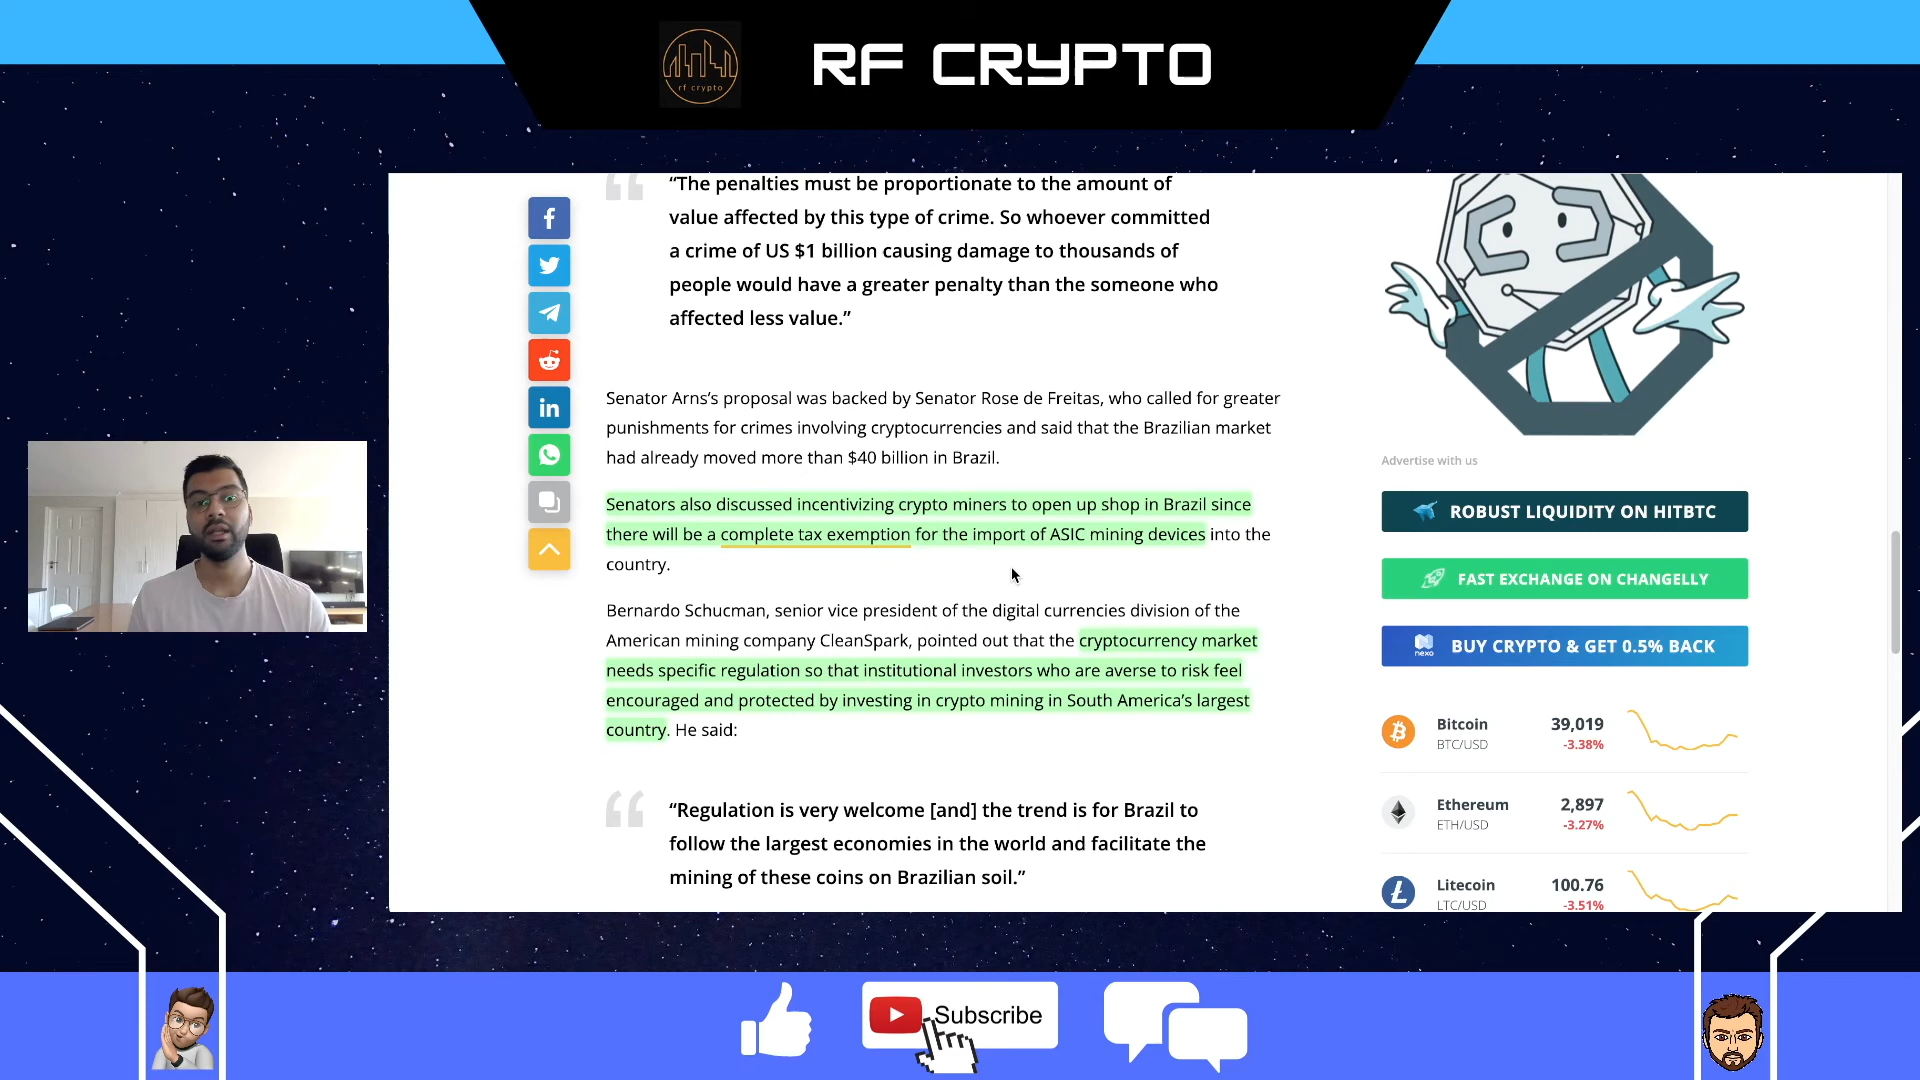 rf crypto
RF CRYPTO
“The penalties must be proportionate to the amount of
value affected by this type of crime. So whoever committed
a crime of US $1 billion causing damage to thousands of
people would have a greater penalty than the someone who
affected less value.”
Senator Arns’s proposal was backed by Senator Rose de Freitas, who called for greater
punishments for crimes involving cryptocurrencies and said that the Brazilian market
had already moved more than $40 billion in Brazil.
Senators also discussed incentivizing crypto miners to open up shop in Brazil since
there will be a complete tax exemption for the import of ASIC mining devices into the
country.
Bernardo Schucman, senior vice president of the digital currencies division of the
American mining company CleanSpark, pointed out that the cryptocurrency market
needs specific regulation so that institutional investors who are averse to risk feel
encouraged and protected by investing in crypto mining in South America’s largest
country. He said:
“Regulation is very welcome [and] the trend is for Brazil to
follow the largest economies in the world and facilitate the
mining of these coins on Brazilian soil.”
Advertise with us
ROBUST LIQUIDITY ON HITBTC
FAST EXCHANGE ON CHANGELLY
nexo BUY CRYPTO & GET 0.5% BACK
Bitcoin 39,019
BTC/USD -3.38%
Ethereum 2,897
ETH/USD -3.27%
Litecoin 100.76
LTC/USD -3.51%
Subscribe